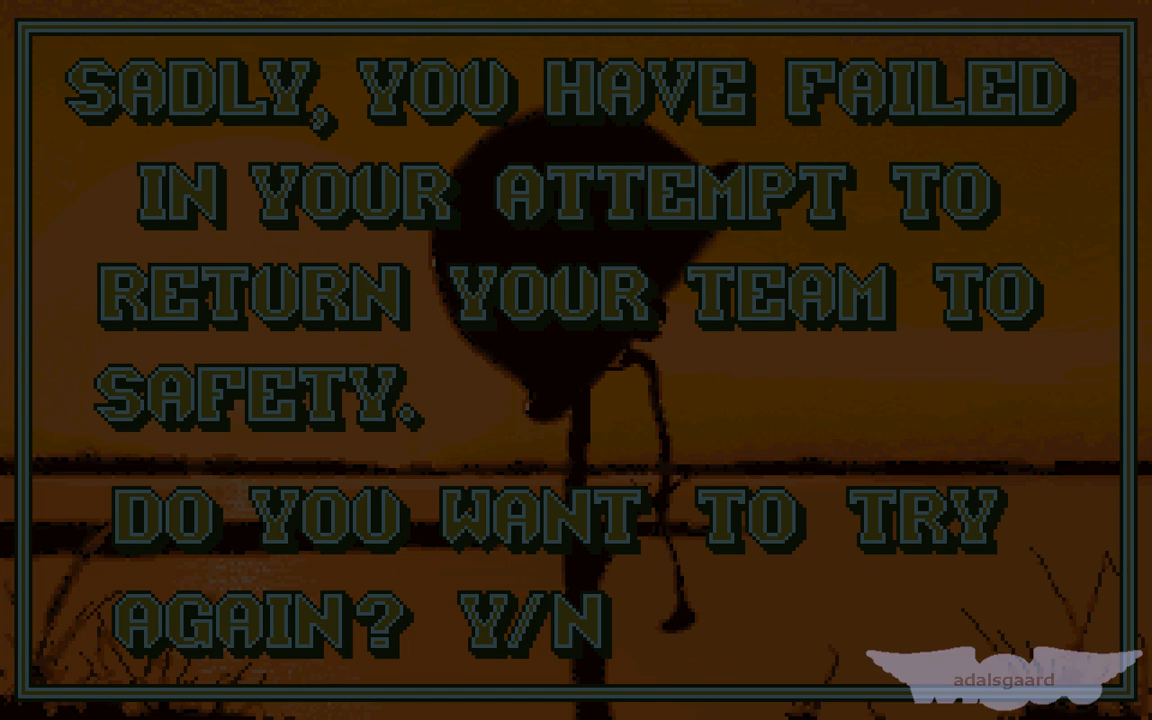 SADLY, YOU HAVE FAILED
IN YOUR ATTEMPT TO
RETURN YOUR TEAM TO
SAFETY.
DO YOU WANT TO TRY
AGAIN? Y/N
adalsgaard